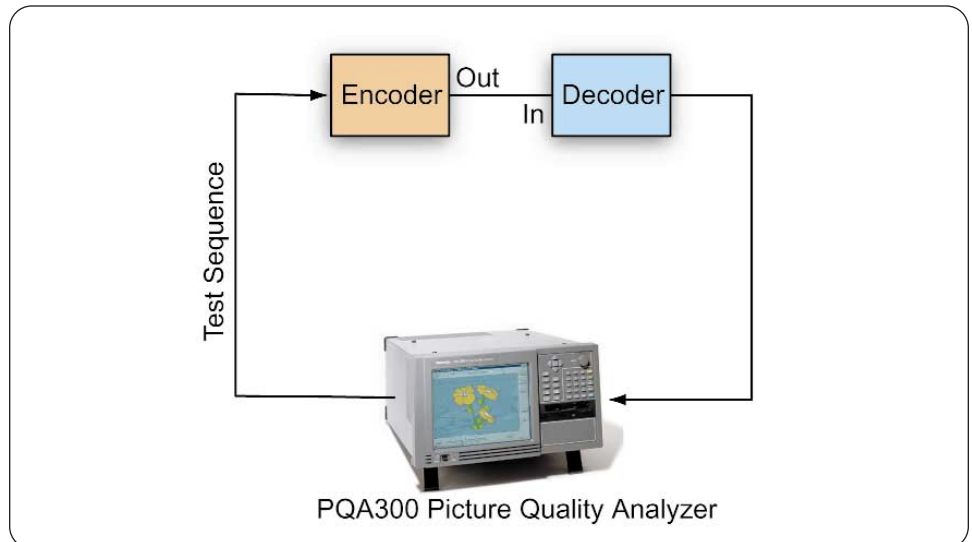 Encoder
Out
In
Decoder
Test Sequence
PQA300 Picture Quality Analyzer